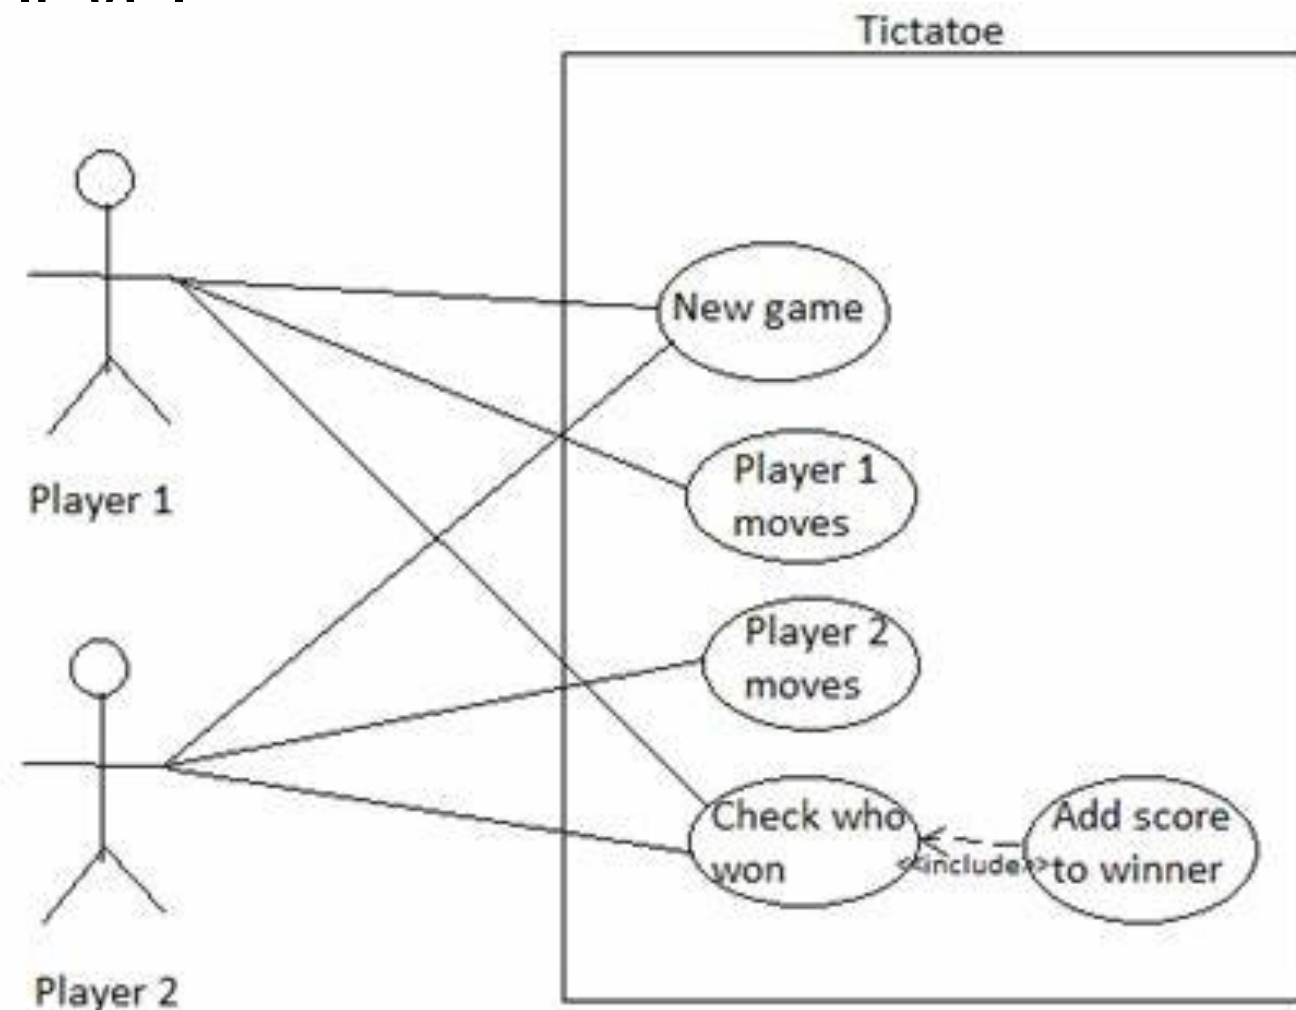 Tictatoe
New game
Player 1
moves
Player 1
Player 2
moves
Check who
won
<<include>>
Add score
to winner
Player 2